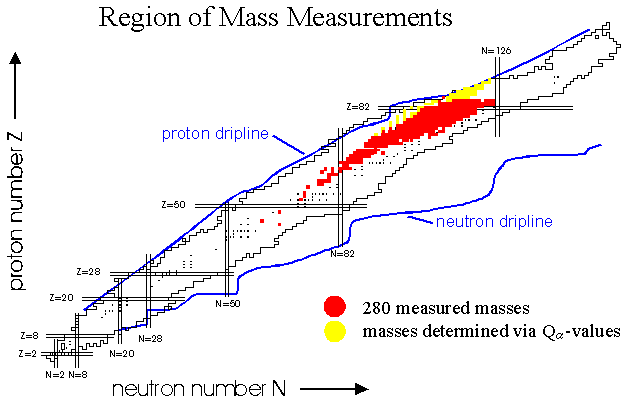 Region of Mass Measurements
N=126
Z=82
proton dripline
proton number Z
Z=50
neutron dripline
N=82
Z=28
Z=20
N=50
280 measured masses
Z=8
N=28
masses determined via Qα-values
Z=2
N=20
N=2 N=8
neutron number N